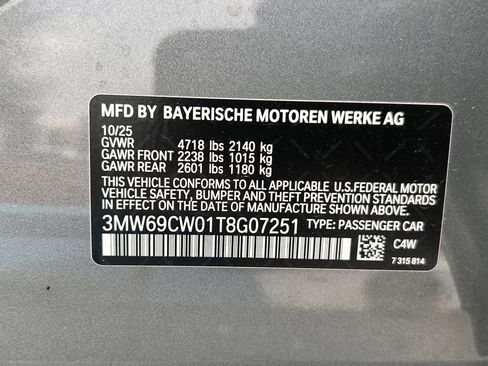 MFD BY BAYERISCHE MOTOREN WERKE AG
10/25
GVWR 4718 lbs 2140 kg
GAWR FRONT 2238 lbs 1015 kg
GAWR REAR 2601 lbs 1180 kg
THIS VEHICLE CONFORMS TO ALL APPLICABLE U.S.FEDERAL MOTOR
VEHICLE SAFETY, BUMPER AND THEFT PREVENTION STANDARDS IN
EFFECT ON THE DATE OF MANUFACTURE SHOWN ABOVE.
3MW69CW01T8G07251 TYPE: PASSENGER CAR
C4W
7 315 814